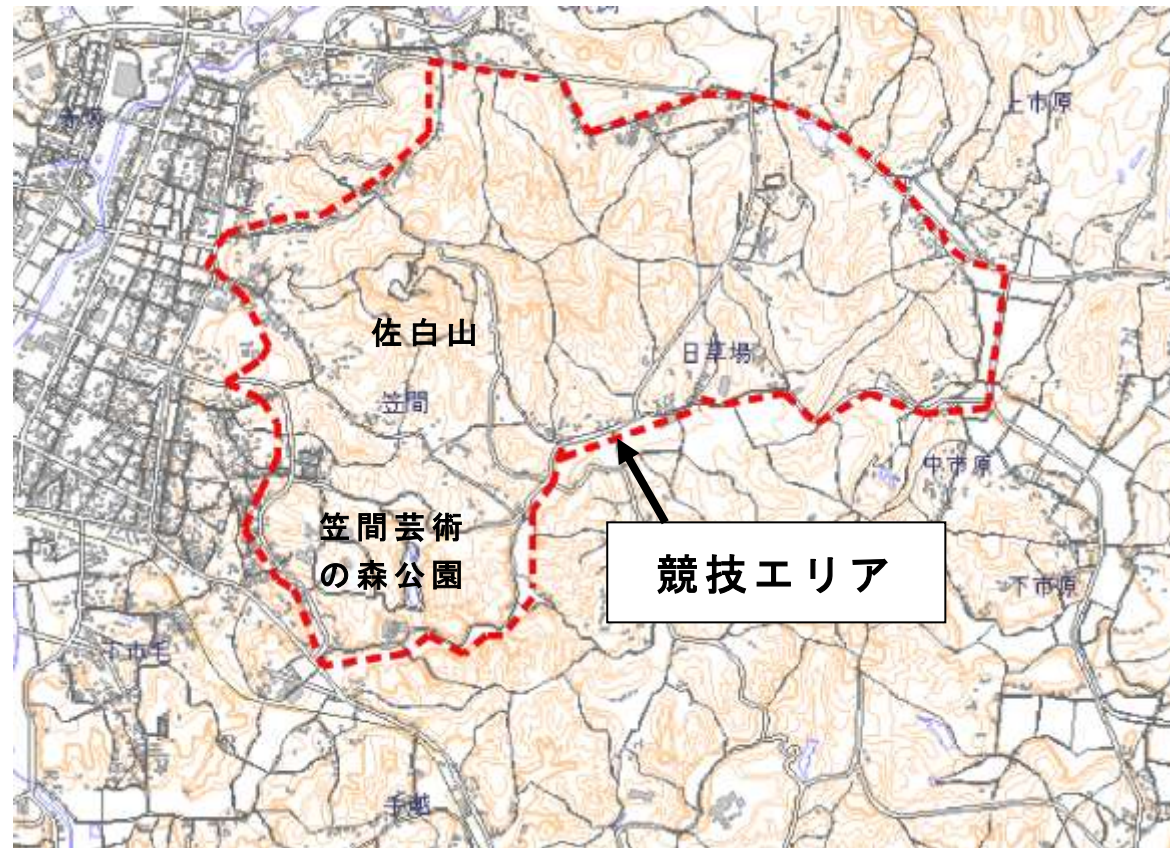 上市原
佐白山
日草場
笠間
中市原
笠間芸術
の森公園
競技エリア
下市原
下市毛
手越